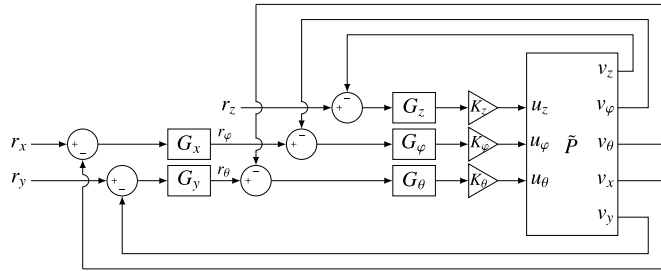 v_z
r_z + − G_z K_z u_z v_φ
r_x + − G_x r_φ + − G_φ K_φ u_φ P̃ v_θ
r_y + − G_y r_θ + − G_θ K_θ u_θ v_x
v_y